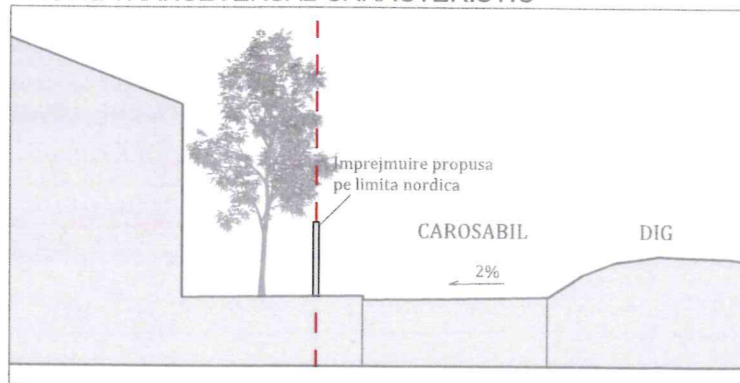 Imprejmuire propusa
pe limita nordica
CAROSABIL
DIG
2%